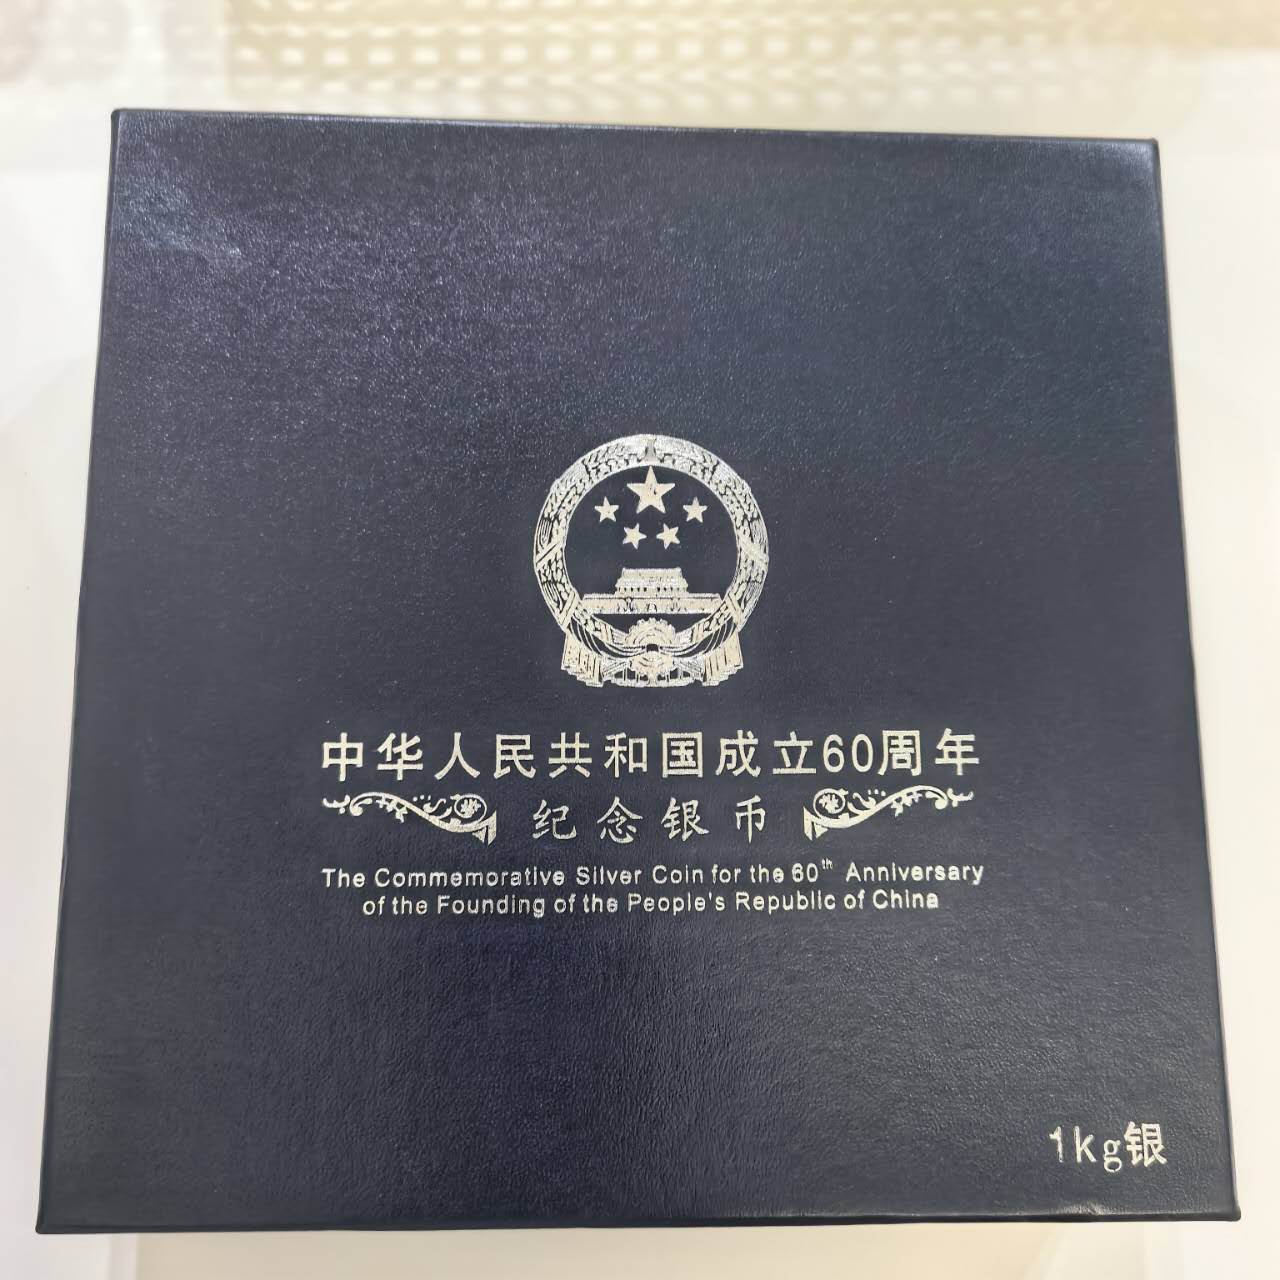 中华人民共和国成立60周年
纪念银币
The Commemorative Silver Coin for the 60th Anniversary
of the Founding of the People's Republic of China
1kg银